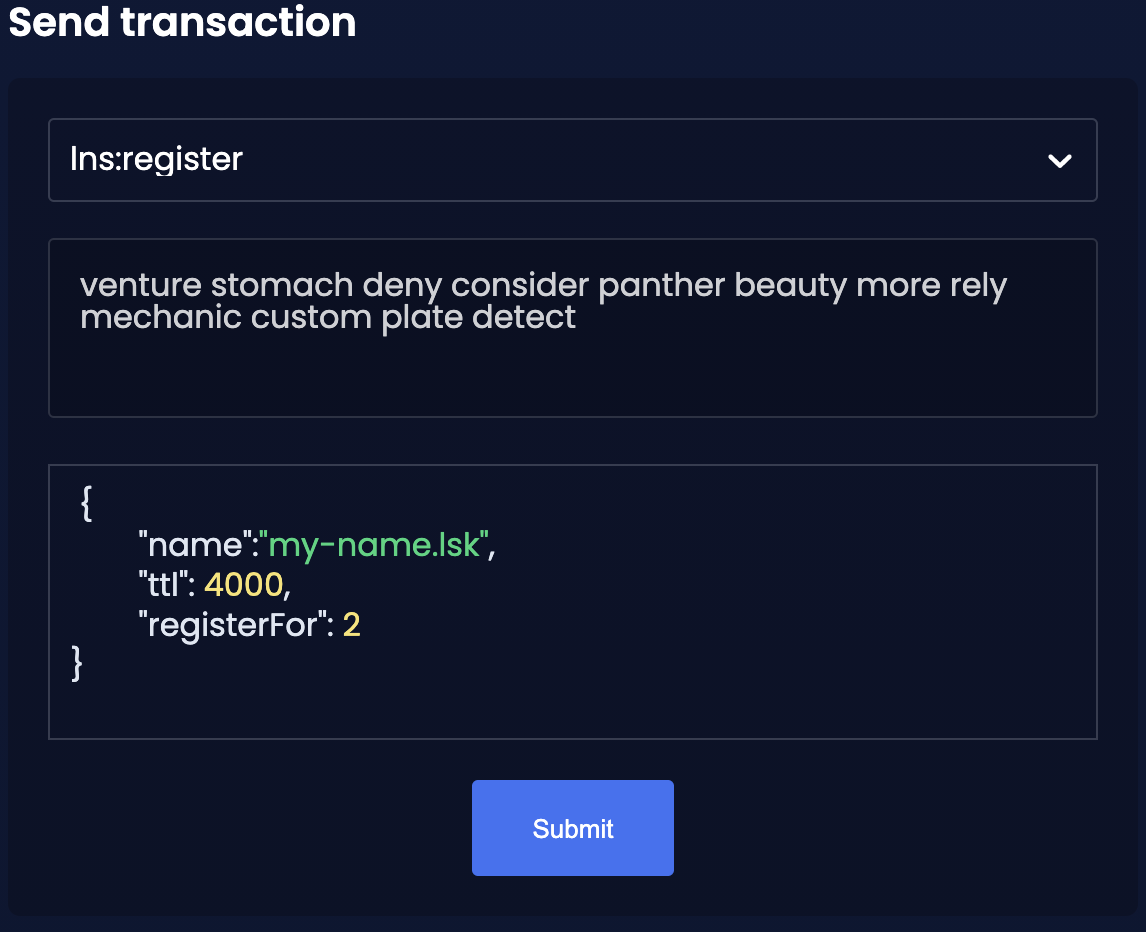 Send transaction
lns:register
venture stomach deny consider panther beauty more rely
mechanic custom plate detect
{
"name":"my-name.lsk",
"ttl": 4000,
"registerFor": 2
}
Submit